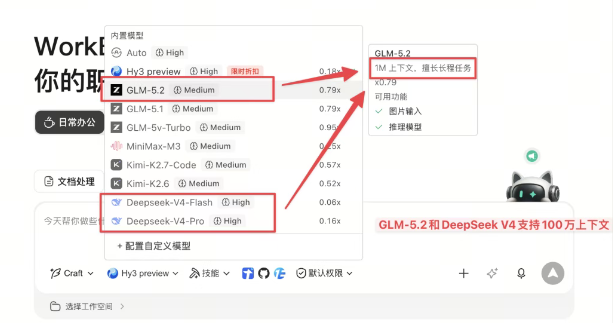 内置模型
WorkB
你的职
Auto High
Hy3 preview High 限时折扣 0.18x
GLM-5.2 Medium 0.79x
GLM-5.1 Medium 0.79x
GLM-5v-Turbo Medium 0.95x
MiniMax-M3 Medium 0.25x
Kimi-K2.7-Code Medium 0.57x
Kimi-K2.6 Medium 0.52x
Deepseek-V4-Flash High 0.06x
Deepseek-V4-Pro High 0.16x
+ 配置自定义模型
GLM-5.2
1M 上下文，擅长长程任务
x0.79
可用功能
图片输入
推理模型
日常办公
文档处理
今天帮你做些
GLM-5.2和DeepSeek V4支持100万上下文
Craft
Hy3 preview
技能
默认权限
选择工作空间